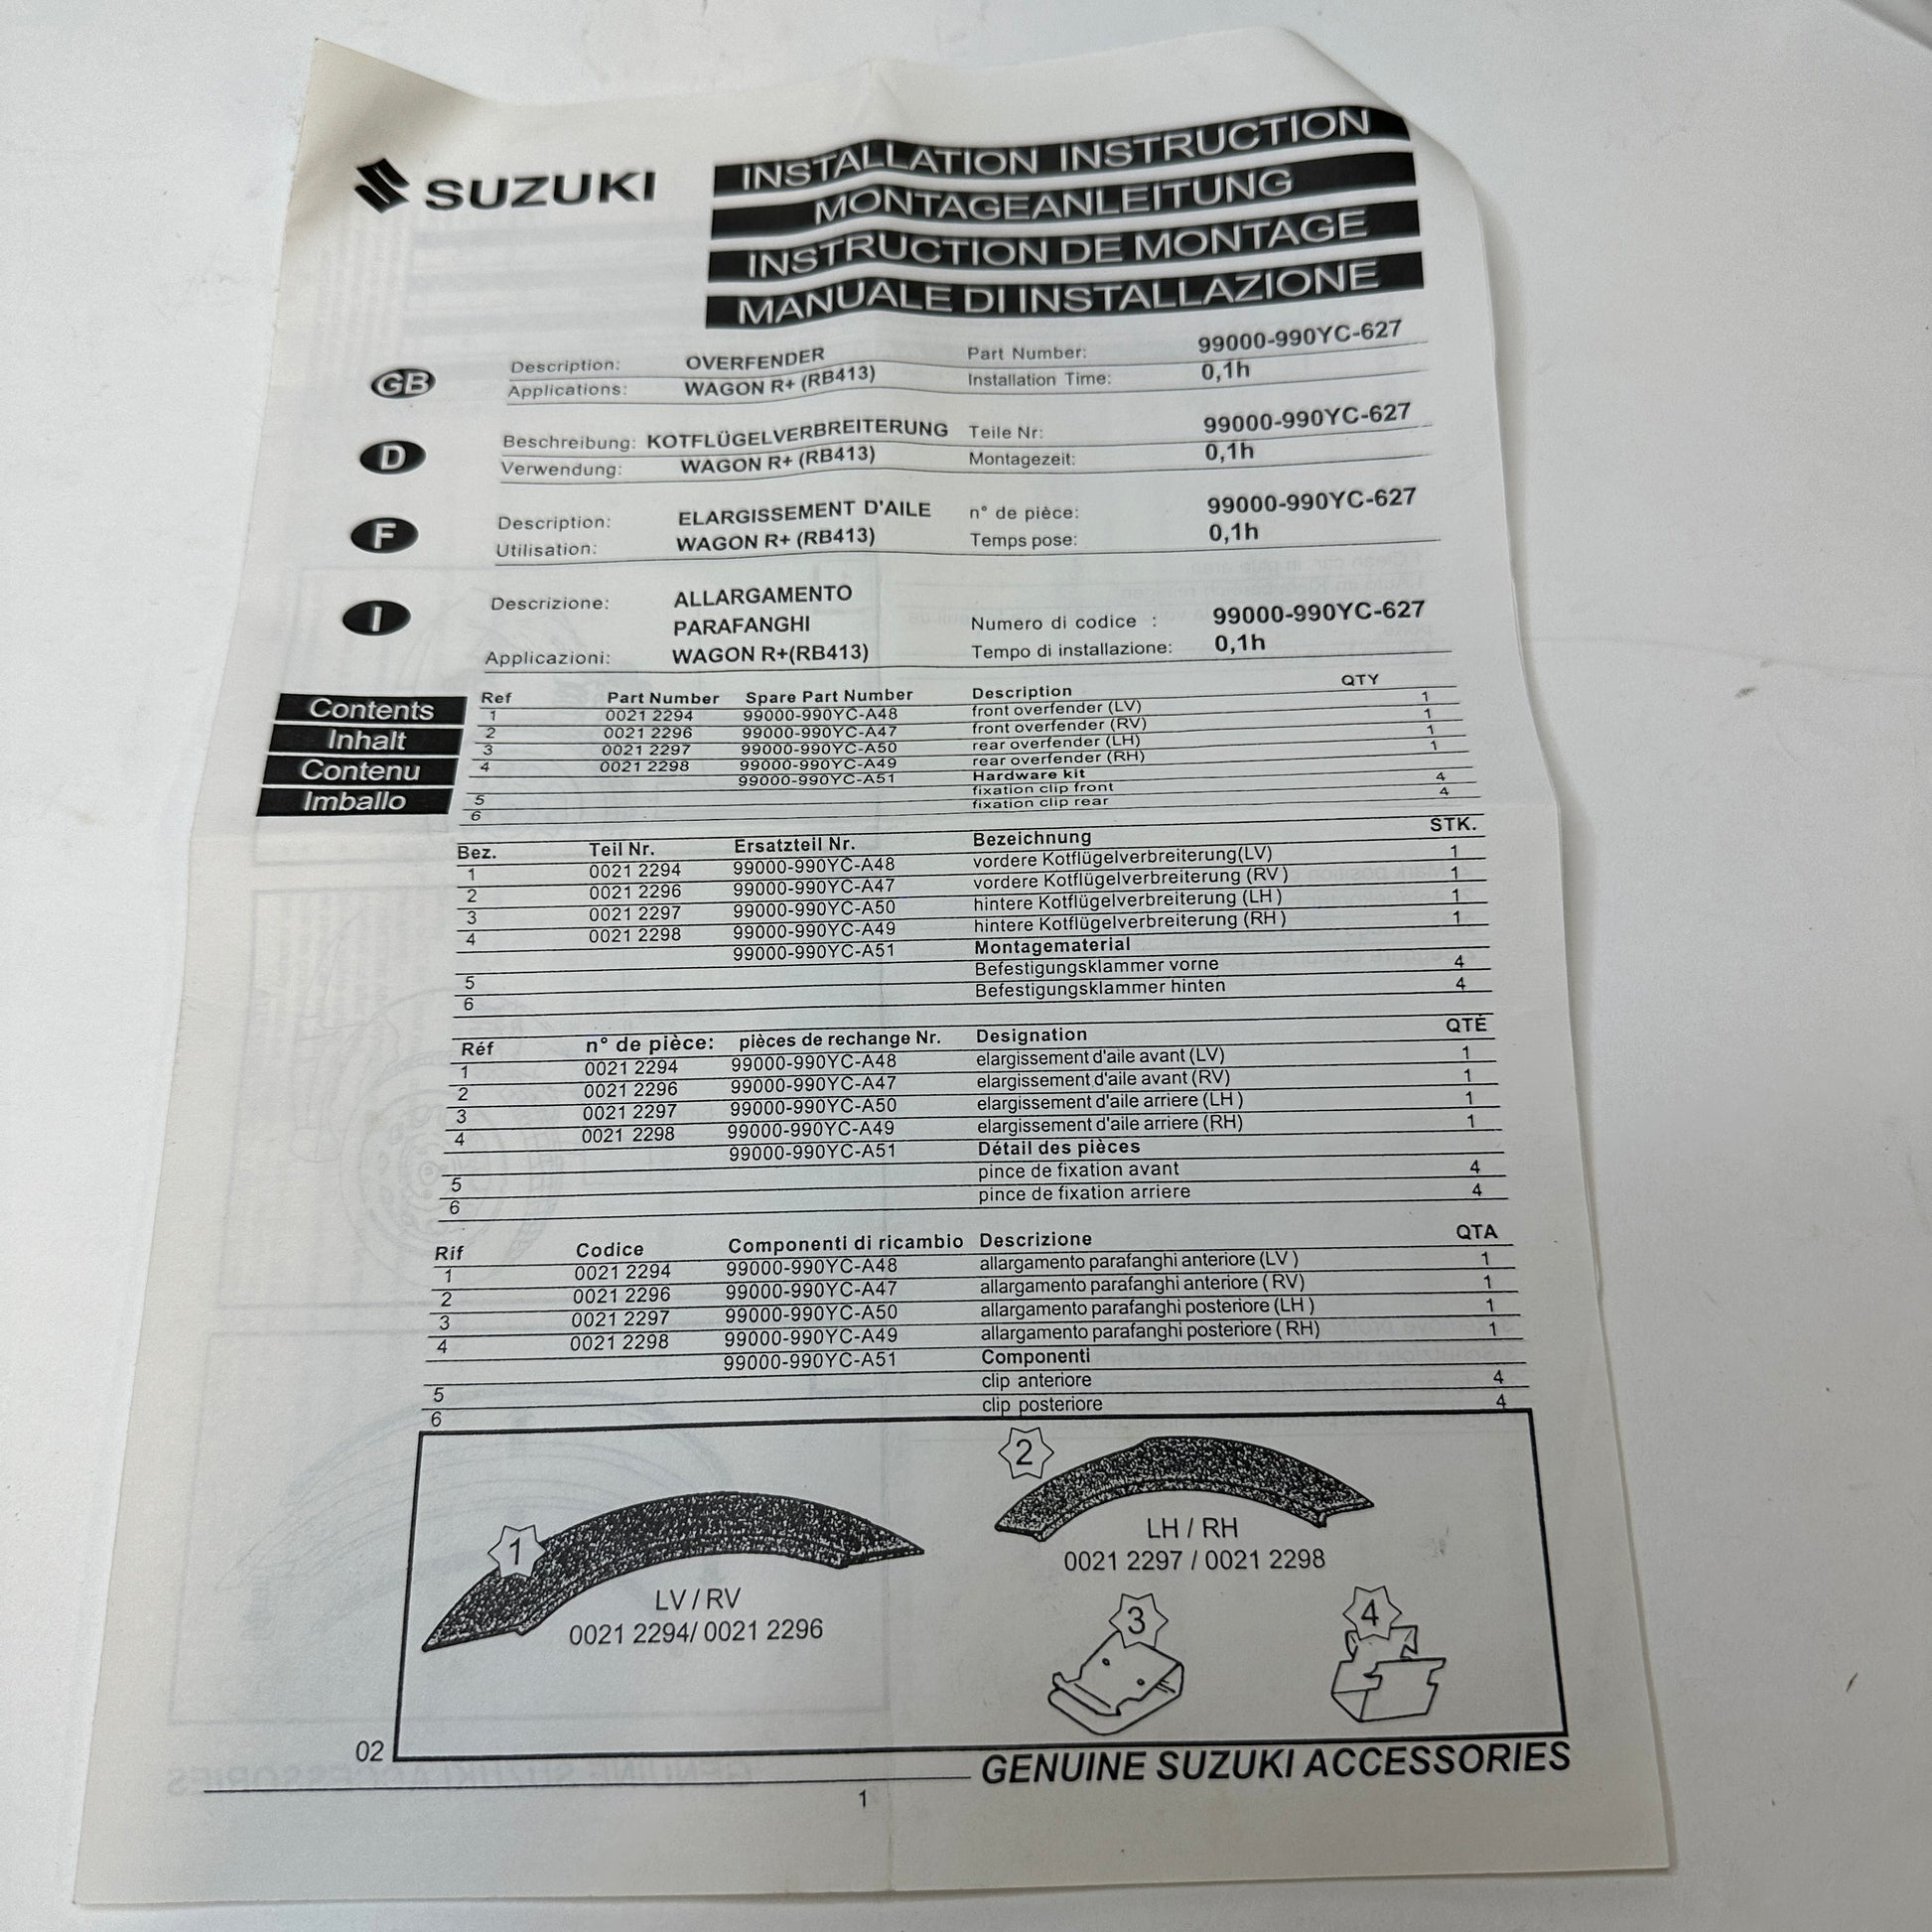 SUZUKI
INSTALLATION INSTRUCTION
MONTAGEANLEITUNG
INSTRUCTION DE MONTAGE
MANUALE DI INSTALLAZIONE
GB
Description: OVERFENDER Part Number: 99000-990YC-627
Applications: WAGON R+ (RB413) Installation Time: 0,1h
D
Beschreibung: KOTFLÜGELVERBREITERUNG Teile Nr: 99000-990YC-627
Verwendung: WAGON R+ (RB413) Montagezeit: 0,1h
F
Description: ELARGISSEMENT D'AILE n° de pièce: 99000-990YC-627
Utilisation: WAGON R+ (RB413) Temps pose: 0,1h
I
Descrizione: ALLARGAMENTO
PARAFANGHI Numero di codice : 99000-990YC-627
Applicazioni: WAGON R+(RB413) Tempo di installazione: 0,1h
Contents
Inhalt
Contenu
Imballo
Ref Part Number Spare Part Number Description QTY
1 0021 2294 99000-990YC-A48 front overfender (LV) 1
2 0021 2296 99000-990YC-A47 front overfender (RV) 1
3 0021 2297 99000-990YC-A50 rear overfender (LH) 1
4 0021 2298 99000-990YC-A49 rear overfender (RH) 1
99000-990YC-A51 Hardware kit
5 fixation clip front 4
6 fixation clip rear 4
Bez. Teil Nr. Ersatzteil Nr. Bezeichnung STK.
1 0021 2294 99000-990YC-A48 vordere Kotflügelverbreiterung(LV) 1
2 0021 2296 99000-990YC-A47 vordere Kotflügelverbreiterung (RV) 1
3 0021 2297 99000-990YC-A50 hintere Kotflügelverbreiterung (LH ) 1
4 0021 2298 99000-990YC-A49 hintere Kotflügelverbreiterung (RH ) 1
99000-990YC-A51 Montagematerial
5 Befestigungsklammer vorne 4
6 Befestigungsklammer hinten 4
Réf n° de pièce: pièces de rechange Nr. Designation QTÉ
1 0021 2294 99000-990YC-A48 elargissement d'aile avant (LV) 1
2 0021 2296 99000-990YC-A47 elargissement d'aile avant (RV) 1
3 0021 2297 99000-990YC-A50 elargissement d'aile arriere (LH ) 1
4 0021 2298 99000-990YC-A49 elargissement d'aile arriere (RH) 1
99000-990YC-A51 Détail des pièces
5 pince de fixation avant 4
6 pince de fixation arriere 4
Rif Codice Componenti di ricambio Descrizione QTA
1 0021 2294 99000-990YC-A48 allargamento parafanghi anteriore (LV ) 1
2 0021 2296 99000-990YC-A47 allargamento parafanghi anteriore ( RV) 1
3 0021 2297 99000-990YC-A50 allargamento parafanghi posteriore (LH ) 1
4 0021 2298 99000-990YC-A49 allargamento parafanghi posteriore ( RH) 1
99000-990YC-A51 Componenti
5 clip anteriore 4
6 clip posteriore 4
1
LV / RV
0021 2294/ 0021 2296
2
LH / RH
0021 2297 / 0021 2298
3
4
02
GENUINE SUZUKI ACCESSORIES
1